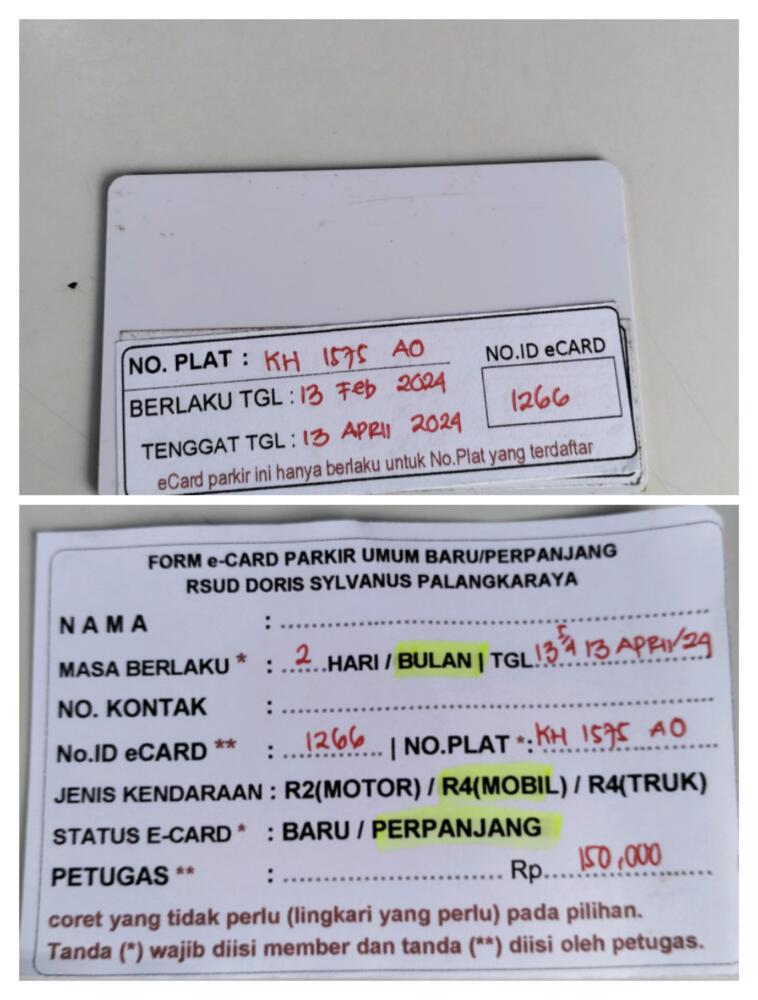 NO. PLAT : KH 1575 AO
NO.ID eCARD
BERLAKU TGL : 13 Feb 2024
1266
TENGGAT TGL : 13 APRIl 2024
eCard parkir ini hanya berlaku untuk No.Plat yang terdaftar
FORM e-CARD PARKIR UMUM BARU/PERPANJANG
RSUD DORIS SYLVANUS PALANGKARAYA
NAMA :
MASA BERLAKU * : 2 HARI / BULAN | TGL 13 s/d 13 APRIl/24
NO. KONTAK :
No.ID eCARD ** : 1266 | NO.PLAT *: KH 1575 AO
JENIS KENDARAAN : R2(MOTOR) / R4(MOBIL) / R4(TRUK)
STATUS E-CARD * : BARU / PERPANJANG
PETUGAS ** : Rp. 150,000
coret yang tidak perlu (lingkari yang perlu) pada pilihan.
Tanda (*) wajib diisi member dan tanda (**) diisi oleh petugas.